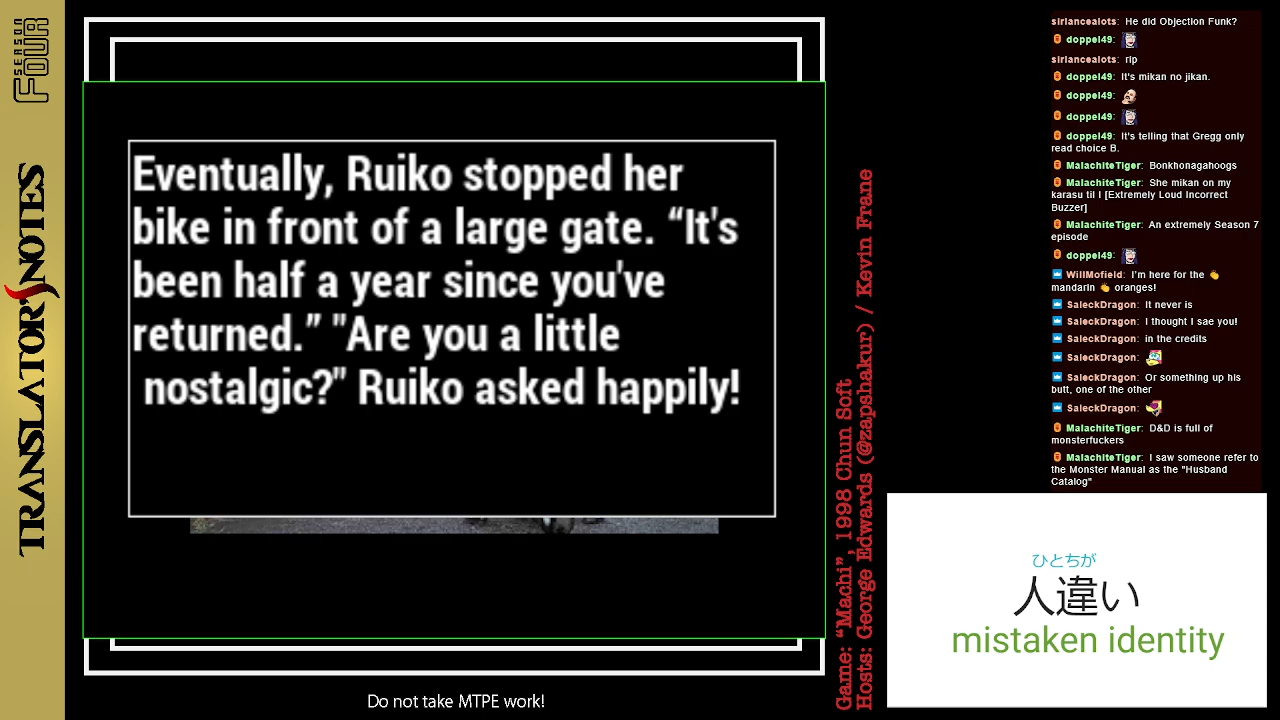 SEASON
FOUR
TRANSLATOR'S NOTES
Eventually, Ruiko stopped her
bike in front of a large gate. “It's
been half a year since you've
returned.” "Are you a little
nostalgic?" Ruiko asked happily!
Do not take MTPE work!
Game: “Machi”, 1998 Chun Soft
Hosts: George Edwards (@zapshakur) / Kevin Frane
siriancealots: He did Objection Funk?
doppel49:
siriancealots: rip
doppel49: It's mikan no jikan.
doppel49:
doppel49:
doppel49: It's telling that Gregg only
read choice B.
MalachiteTiger: Bonkhonagahoogs
MalachiteTiger: She mikan on my
karasu til I [Extremely Loud Incorrect
Buzzer]
MalachiteTiger: An extremely Season 7
episode
doppel49:
WillMofield: I'm here for the 👏
mandarin 👏 oranges!
SaleckDragon: It never is
SaleckDragon: I thought I sae you!
SaleckDragon: in the credits
SaleckDragon:
SaleckDragon: Or something in his
butt, one of the other
SaleckDragon:
MalachiteTiger: D&D is full of
monsterfuckers
MalachiteTiger: I saw someone refer to
the Monster Manual as the "Husband
Catalog"
ひとちが
人違い
mistaken identity